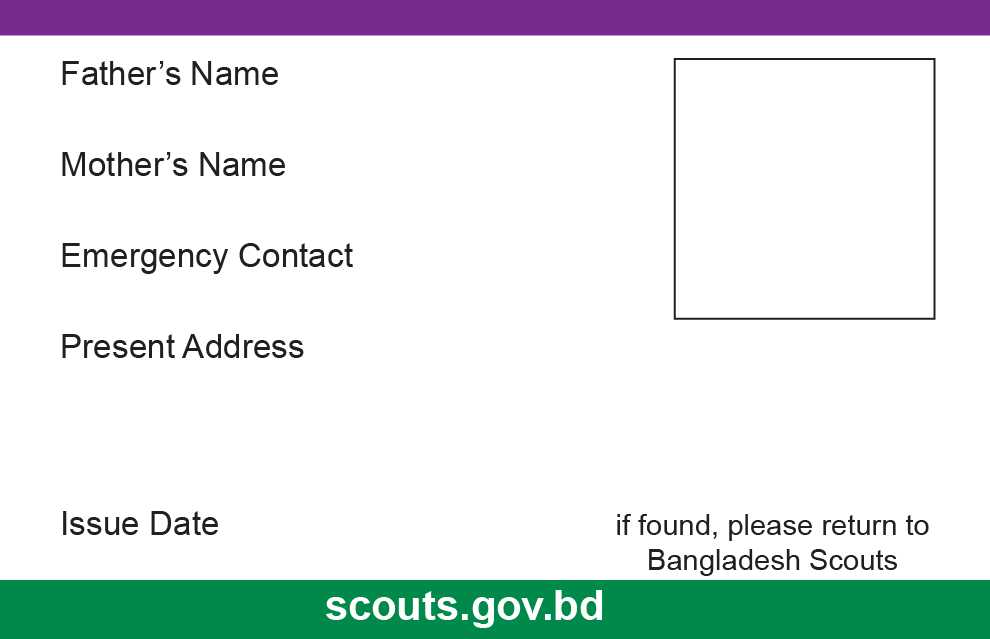 Father’s Name
Mother’s Name
Emergency Contact
Present Address
Issue Date
if found, please return to
Bangladesh Scouts
scouts.gov.bd